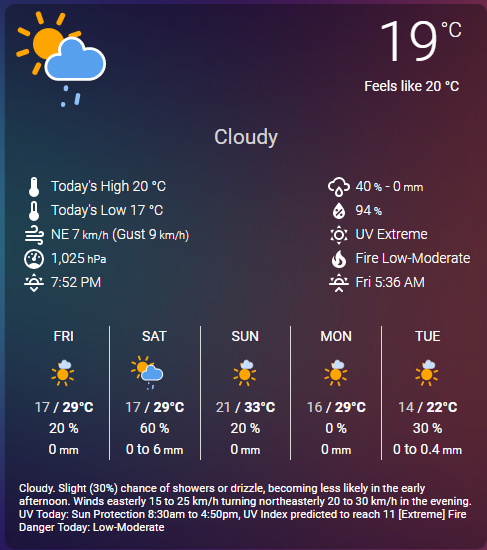 19 °C
Feels like 20 °C
Cloudy
Today's High 20 °C
40 % - 0 mm
Today's Low 17 °C
94 %
NE 7 km/h (Gust 9 km/h)
UV Extreme
1,025 hPa
Fire Low-Moderate
7:52 PM
Fri 5:36 AM
FRI SAT SUN MON TUE
17 / 29°C 17 / 29°C 21 / 33°C 16 / 29°C 14 / 22°C
20 % 60 % 20 % 0 % 30 %
0 mm 0 to 6 mm 0 mm 0 mm 0 to 0.4 mm
Cloudy. Slight (30%) chance of showers or drizzle, becoming less likely in the early
afternoon. Winds easterly 15 to 25 km/h turning northeasterly 20 to 30 km/h in the evening.
UV Today: Sun Protection 8:30am to 4:50pm, UV Index predicted to reach 11 [Extreme] Fire
Danger Today: Low-Moderate